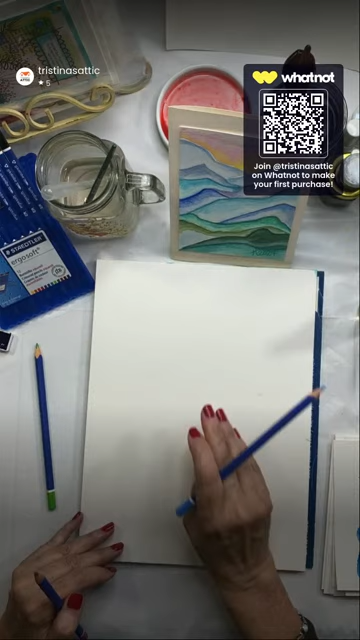 tristinasattic
★ 5
whatnot
Join @tristinasattic
on Whatnot to make
your first purchase!
STAEDTLER
ergosoft